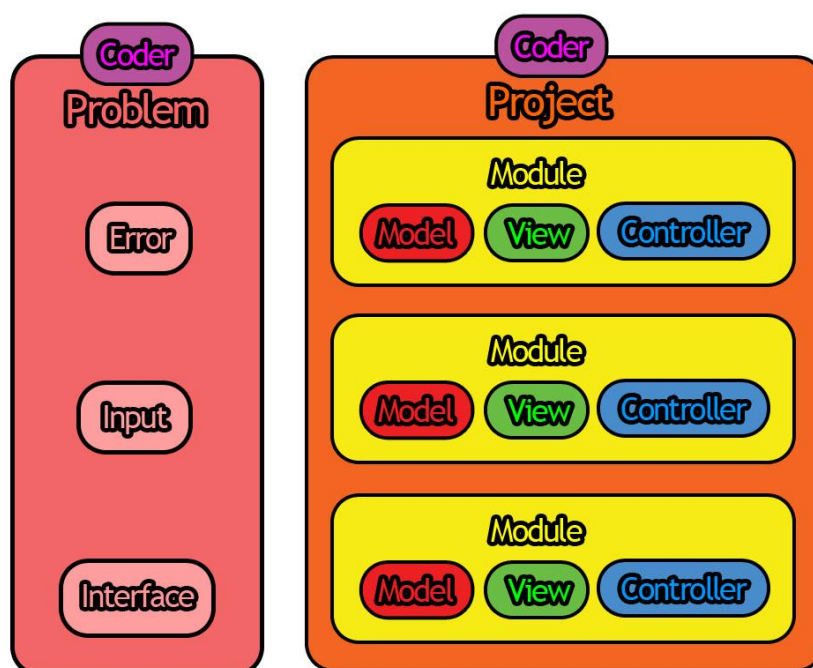 Coder
Problem
Error
Input
Interface
Coder
Project
Module
Model View Controller
Module
Model View Controller
Module
Model View Controller